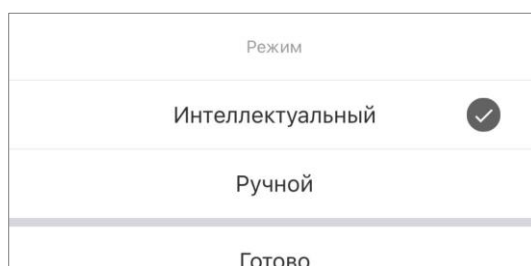 Режим
Интеллектуальный
Ручной
Готово